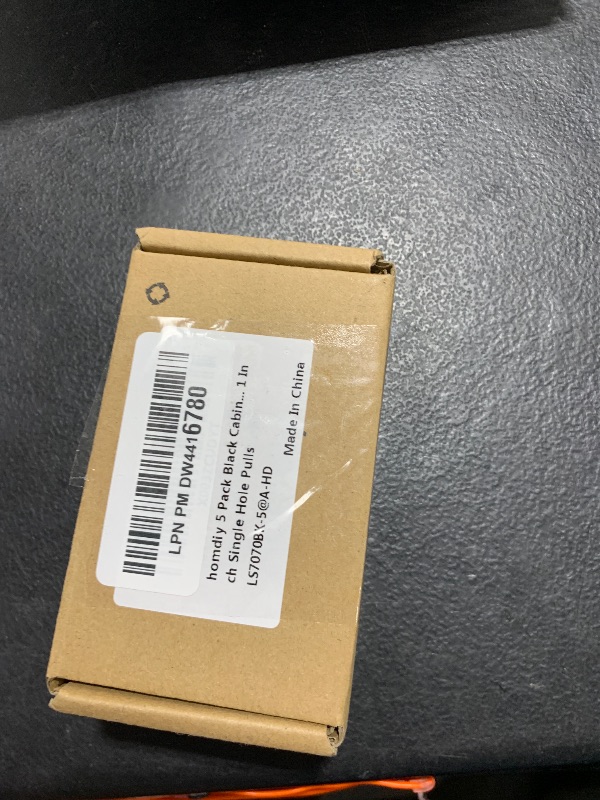 LPN PM DW4416780
homdiy 5 Pack Black Cabin... 1 In
ch Single Hole Pulls
LS7070BK-5@A-HD
Made In China